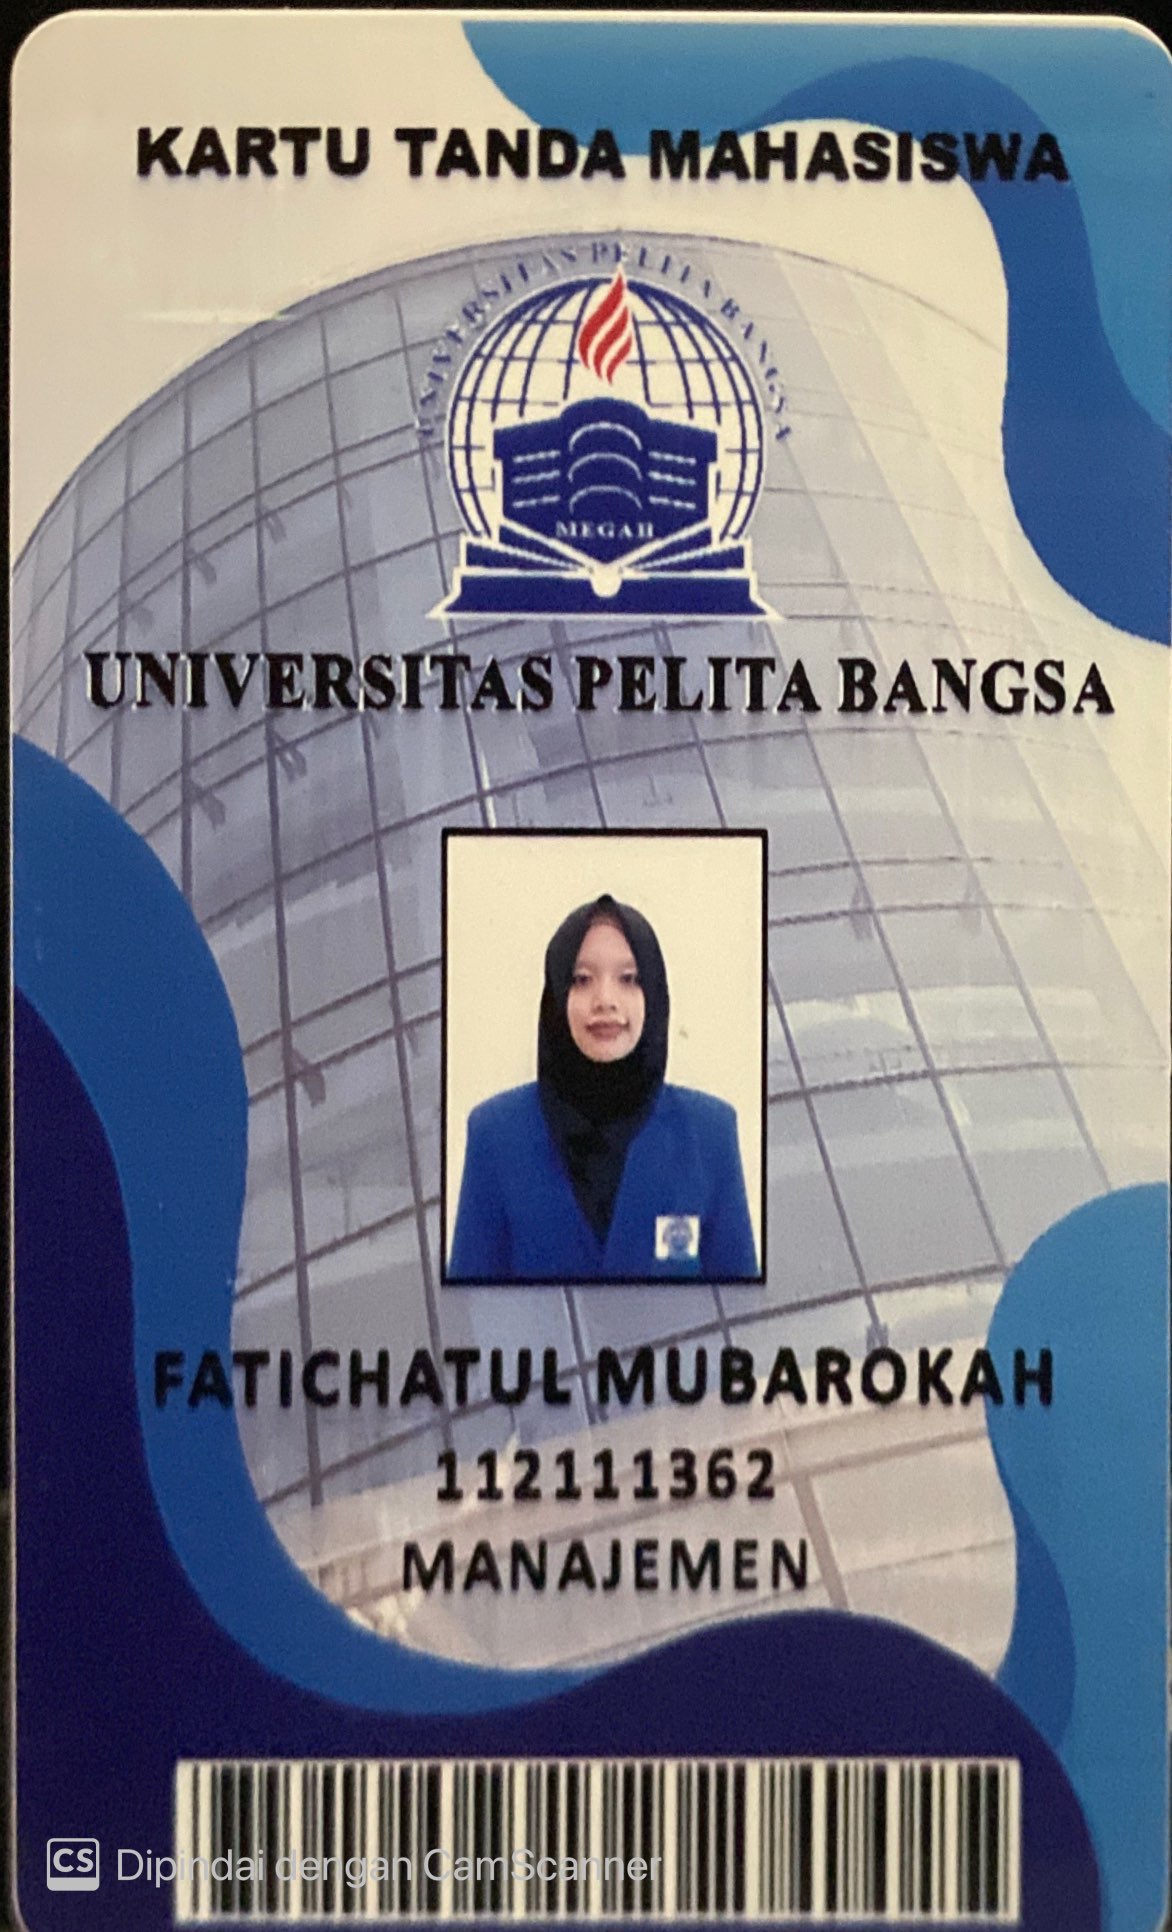 KARTU TANDA MAHASISWA
UNIVERSITAS PELITA BANGSA
MEGAH
UNIVERSITAS PELITA BANGSA
FATICHATUL MUBAROKAH
112111362
MANAJEMEN
CS Dipindai dengan CamScanner